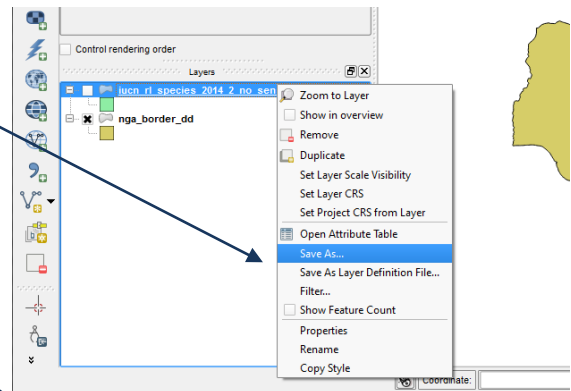 Control rendering order
Layers
iucn_rl_species_2014_2_no_sen
nga_border_dd
Zoom to Layer
Show in overview
Remove
Duplicate
Set Layer Scale Visibility
Set Layer CRS
Set Project CRS from Layer
Open Attribute Table
Save As...
Save As Layer Definition File...
Filter...
Show Feature Count
Properties
Rename
Copy Style
Coordinate: